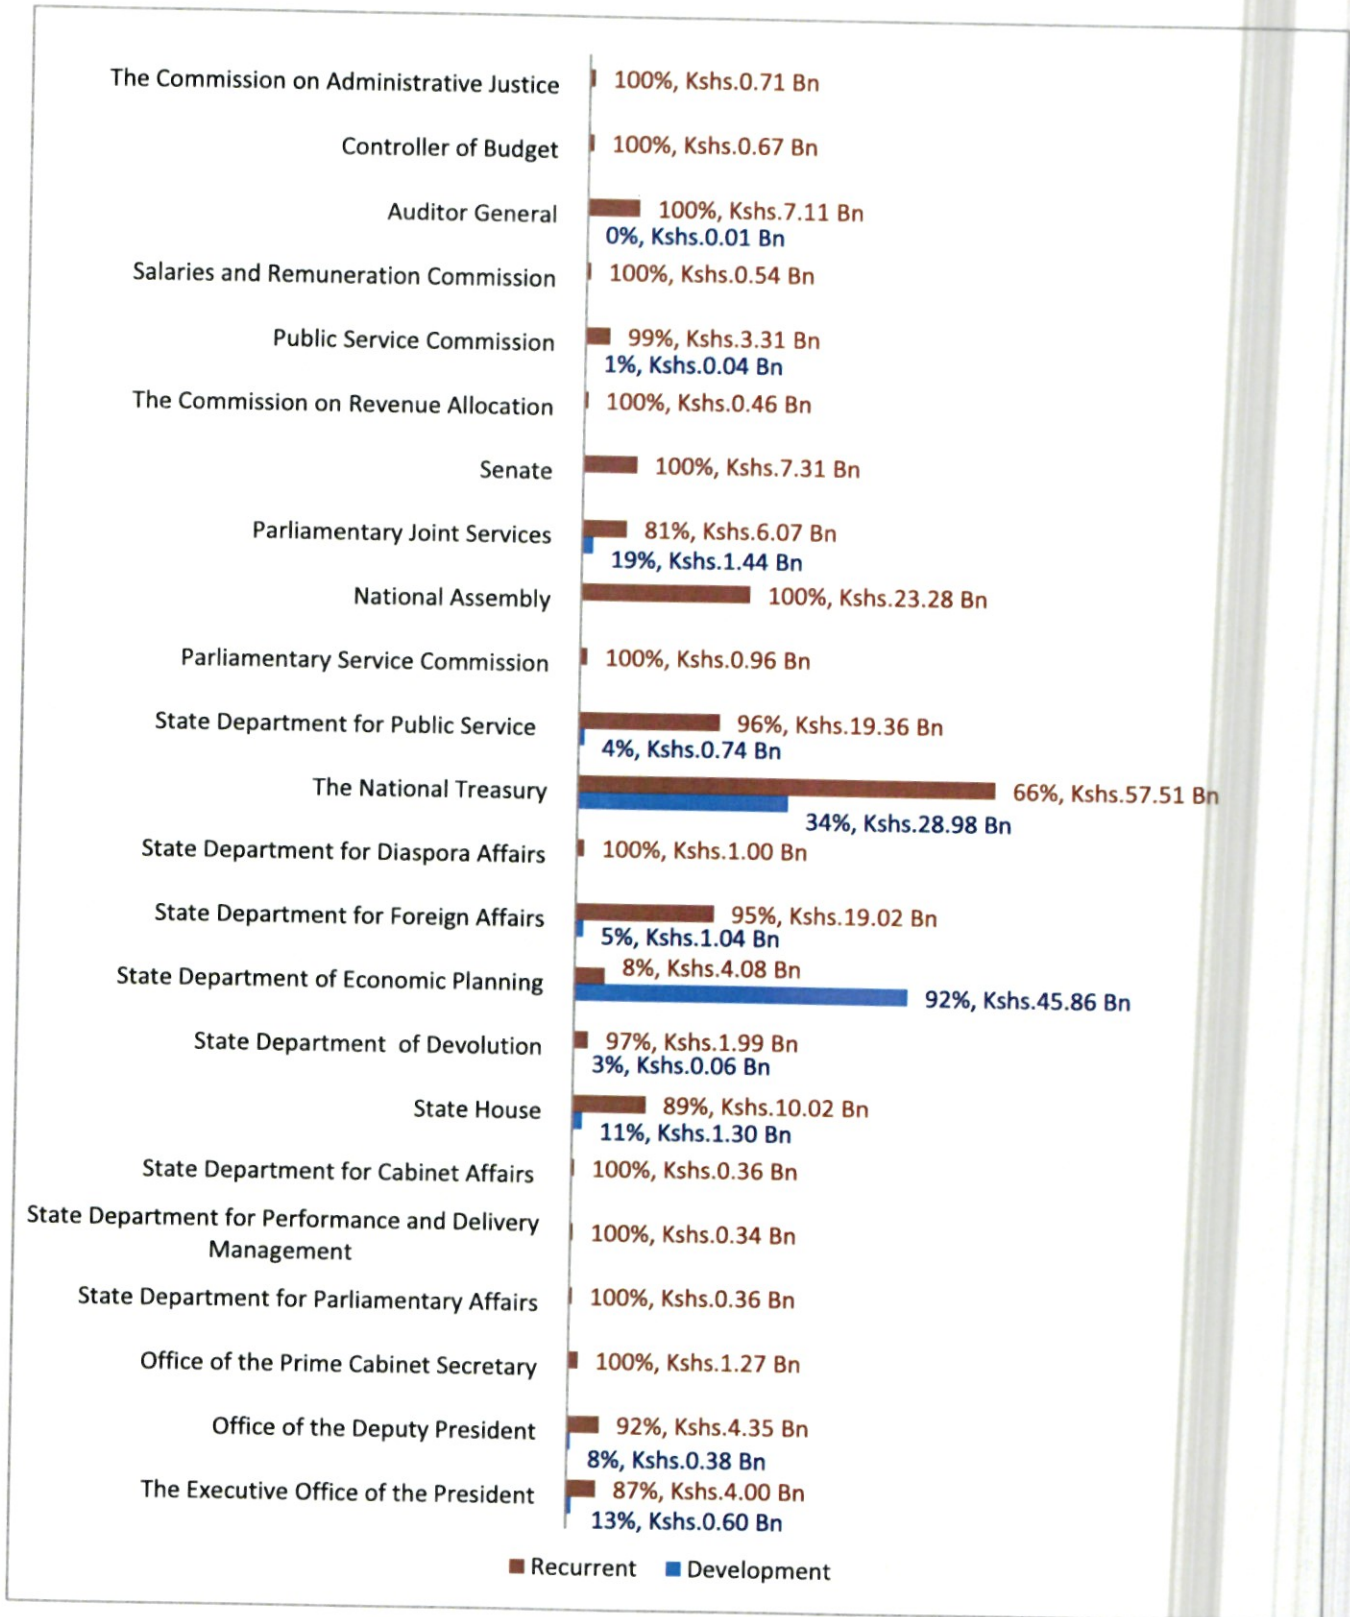 The Commission on Administrative Justice 100%, Kshs.0.71 Bn
Controller of Budget 100%, Kshs.0.67 Bn
Auditor General 100%, Kshs.7.11 Bn
0%, Kshs.0.01 Bn
Salaries and Remuneration Commission 100%, Kshs.0.54 Bn
Public Service Commission 99%, Kshs.3.31 Bn
1%, Kshs.0.04 Bn
The Commission on Revenue Allocation 100%, Kshs.0.46 Bn
Senate 100%, Kshs.7.31 Bn
Parliamentary Joint Services 81%, Kshs.6.07 Bn
19%, Kshs.1.44 Bn
National Assembly 100%, Kshs.23.28 Bn
Parliamentary Service Commission 100%, Kshs.0.96 Bn
State Department for Public Service 96%, Kshs.19.36 Bn
4%, Kshs.0.74 Bn
The National Treasury 66%, Kshs.57.51 Bn
34%, Kshs.28.98 Bn
State Department for Diaspora Affairs 100%, Kshs.1.00 Bn
State Department for Foreign Affairs 95%, Kshs.19.02 Bn
5%, Kshs.1.04 Bn
State Department of Economic Planning 8%, Kshs.4.08 Bn
92%, Kshs.45.86 Bn
State Department of Devolution 97%, Kshs.1.99 Bn
3%, Kshs.0.06 Bn
State House 89%, Kshs.10.02 Bn
11%, Kshs.1.30 Bn
State Department for Cabinet Affairs 100%, Kshs.0.36 Bn
State Department for Performance and Delivery
Management 100%, Kshs.0.34 Bn
State Department for Parliamentary Affairs 100%, Kshs.0.36 Bn
Office of the Prime Cabinet Secretary 100%, Kshs.1.27 Bn
Office of the Deputy President 92%, Kshs.4.35 Bn
8%, Kshs.0.38 Bn
The Executive Office of the President 87%, Kshs.4.00 Bn
13%, Kshs.0.60 Bn
Recurrent Development